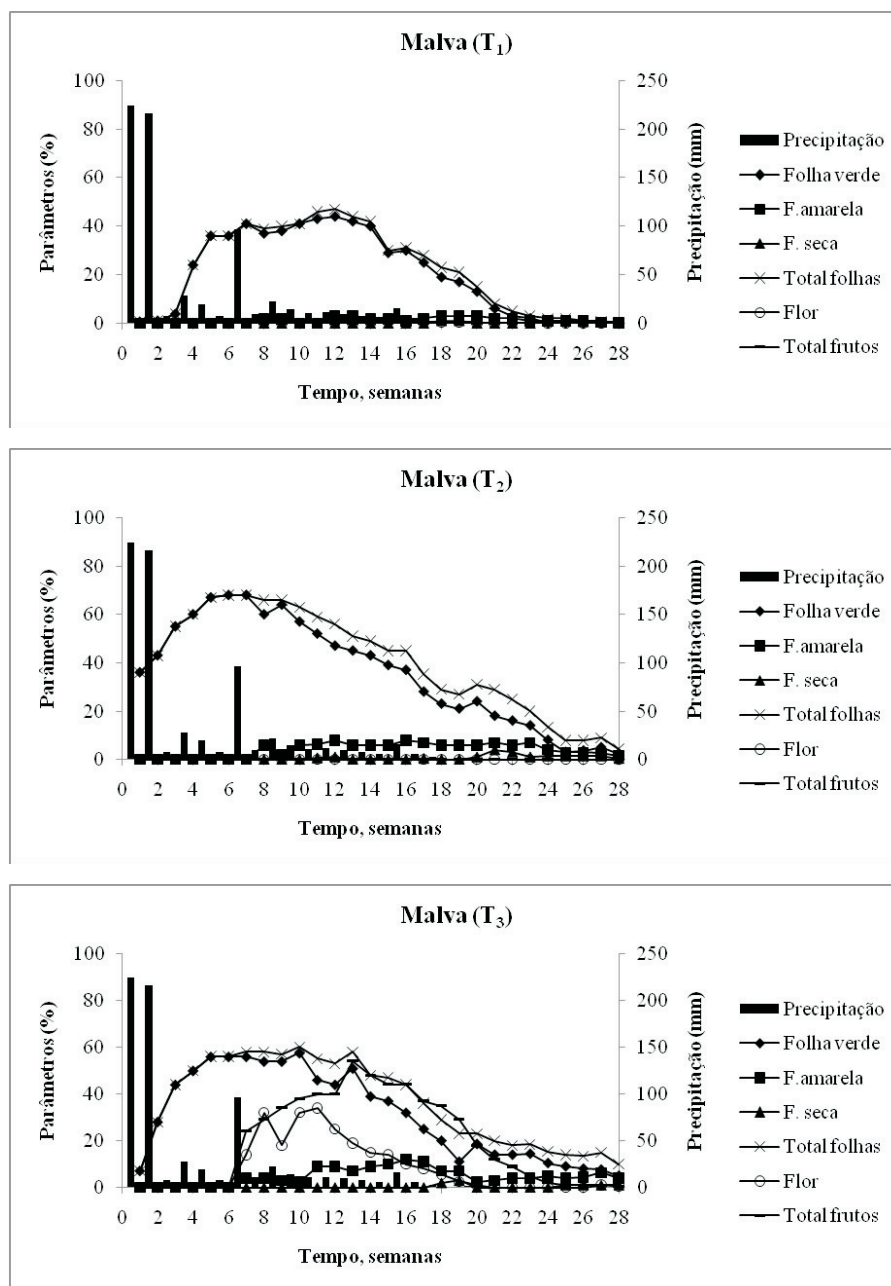 Malva (T₁)
100
80
60
40
20
0
Parâmetros (%)
250
200
150
100
50
0
Precipitação (mm)
0 2 4 6 8 10 12 14 16 18 20 22 24 26 28
Tempo, semanas
Precipitação
Folha verde
F.amarela
F. seca
Total folhas
Flor
Total frutos
Malva (T₂)
100
80
60
40
20
0
Parâmetros (%)
250
200
150
100
50
0
Precipitação (mm)
0 2 4 6 8 10 12 14 16 18 20 22 24 26 28
Tempo, semanas
Precipitação
Folha verde
F.amarela
F. seca
Total folhas
Flor
Total frutos
Malva (T₃)
100
80
60
40
20
0
Parâmetros (%)
250
200
150
100
50
0
Precipitação (mm)
0 2 4 6 8 10 12 14 16 18 20 22 24 26 28
Tempo, semanas
Precipitação
Folha verde
F.amarela
F. seca
Total folhas
Flor
Total frutos